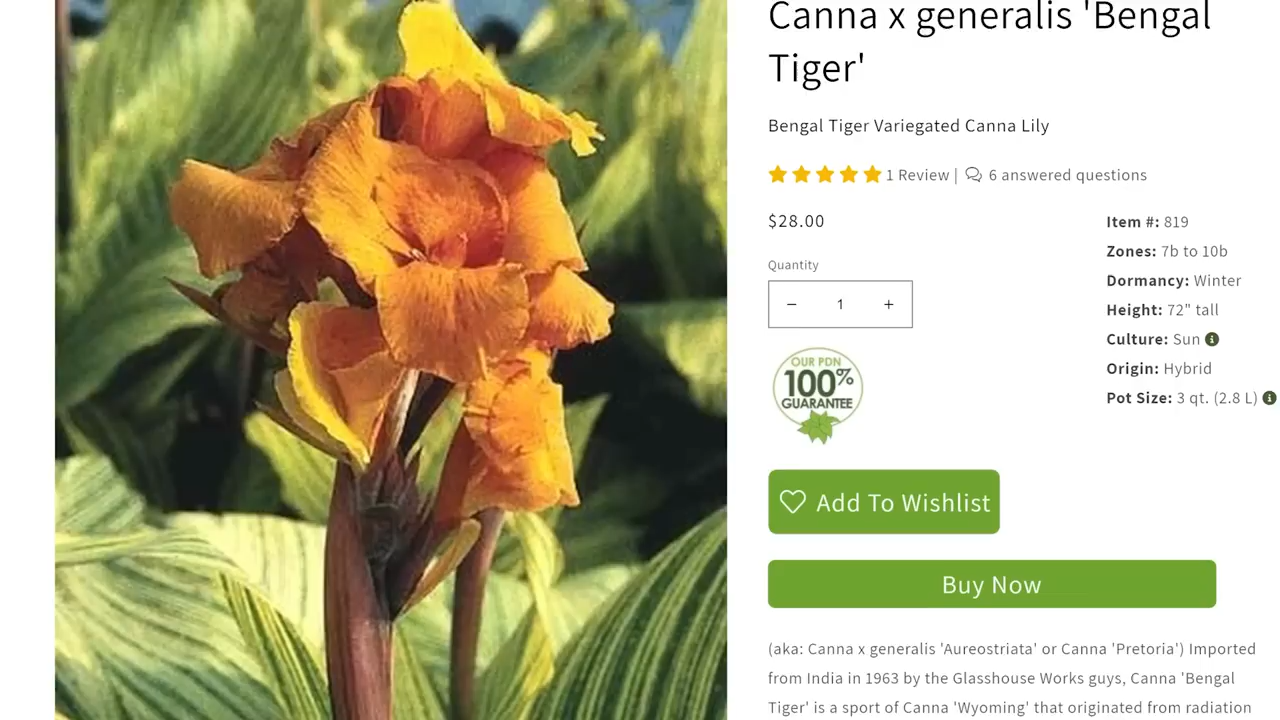 Canna x generalis 'Bengal
Tiger'
Bengal Tiger Variegated Canna Lily
1 Review | 6 answered questions
$28.00
Quantity
− 1 +
OUR PDN
100%
GUARANTEE
Item #: 819
Zones: 7b to 10b
Dormancy: Winter
Height: 72" tall
Culture: Sun
Origin: Hybrid
Pot Size: 3 qt. (2.8 L)
Add To Wishlist
Buy Now
(aka: Canna x generalis 'Aureostriata' or Canna 'Pretoria') Imported
from India in 1963 by the Glasshouse Works guys, Canna 'Bengal
Tiger' is a sport of Canna 'Wyoming' that originated from radiation